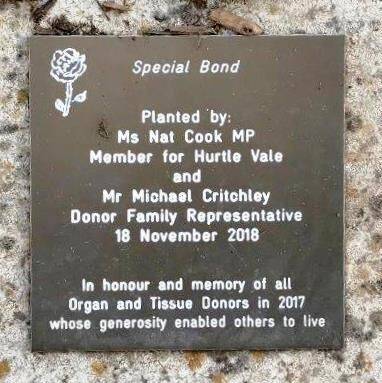 Special Bond
Planted by:
Ms Nat Cook MP
Member for Hurtle Vale
and
Mr Michael Critchley
Donor Family Representative
18 November 2018
In honour and memory of all
Organ and Tissue Donors in 2017
whose generosity enabled others to live